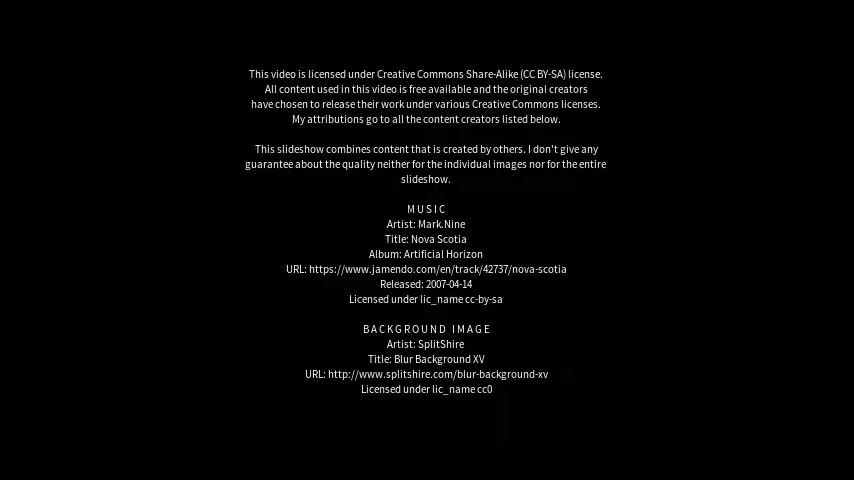 This video is licensed under Creative Commons Share-Alike (CC BY-SA) license.
All content used in this video is free available and the original creators
have chosen to release their work under various Creative Commons licenses.
My attributions go to all the content creators listed below.
This slideshow combines content that is created by others. I don't give any
guarantee about the quality neither for the individual images nor for the entire
slideshow.
MUSIC
Artist: Mark.Nine
Title: Nova Scotia
Album: Artificial Horizon
URL: https://www.jamendo.com/en/track/42737/nova-scotia
Released: 2007-04-14
Licensed under lic_name cc-by-sa
BACKGROUND IMAGE
Artist: SplitShire
Title: Blur Background XV
URL: http://www.splitshire.com/blur-background-xv
Licensed under lic_name cc0